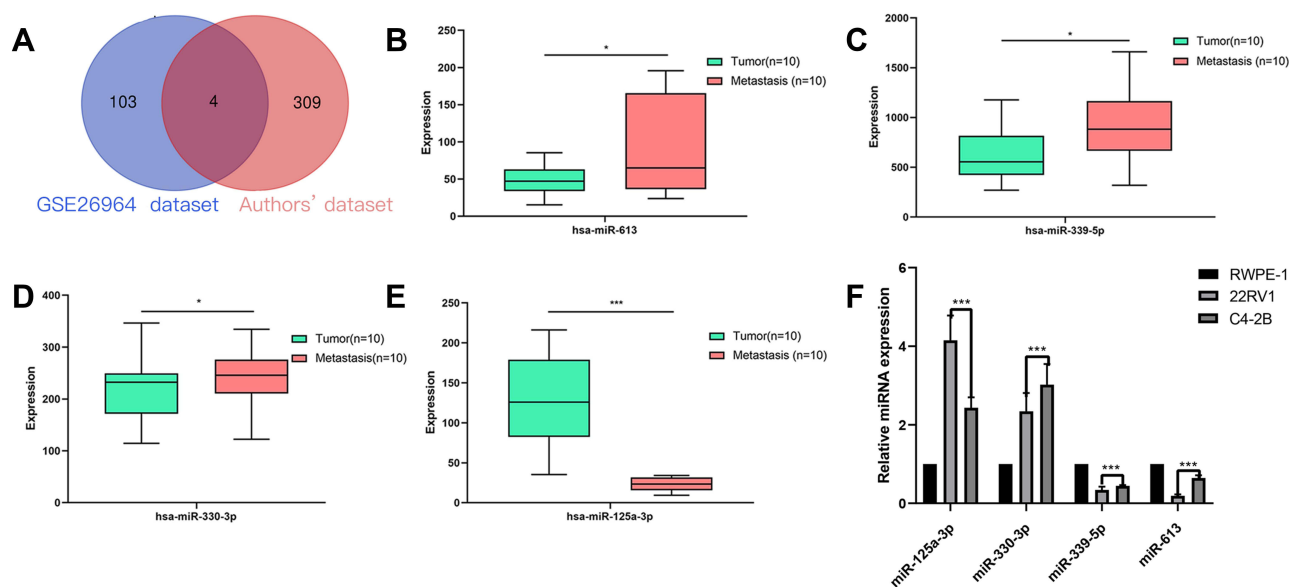 A
103
4
309
GSE26964 dataset
Authors' dataset
B
Expression
250
200
150
100
50
0
*
Tumor(n=10)
Metastasis (n=10)
hsa-miR-613
C
Expression
2000
1500
1000
500
0
*
Tumor(n=10)
Metastasis (n=10)
hsa-miR-339-5p
D
Expression
400
300
200
100
0
*
Tumor(n=10)
Metastasis(n=10)
hsa-miR-330-3p
E
Expression
250
200
150
100
50
0
***
Tumor(n=10)
Metastasis (n=10)
hsa-miR-125a-3p
F
Relative miRNA expression
6
4
2
0
***
***
***
***
RWPE-1
22RV1
C4-2B
miR-125a-3p
miR-330-3p
miR-339-5p
miR-613